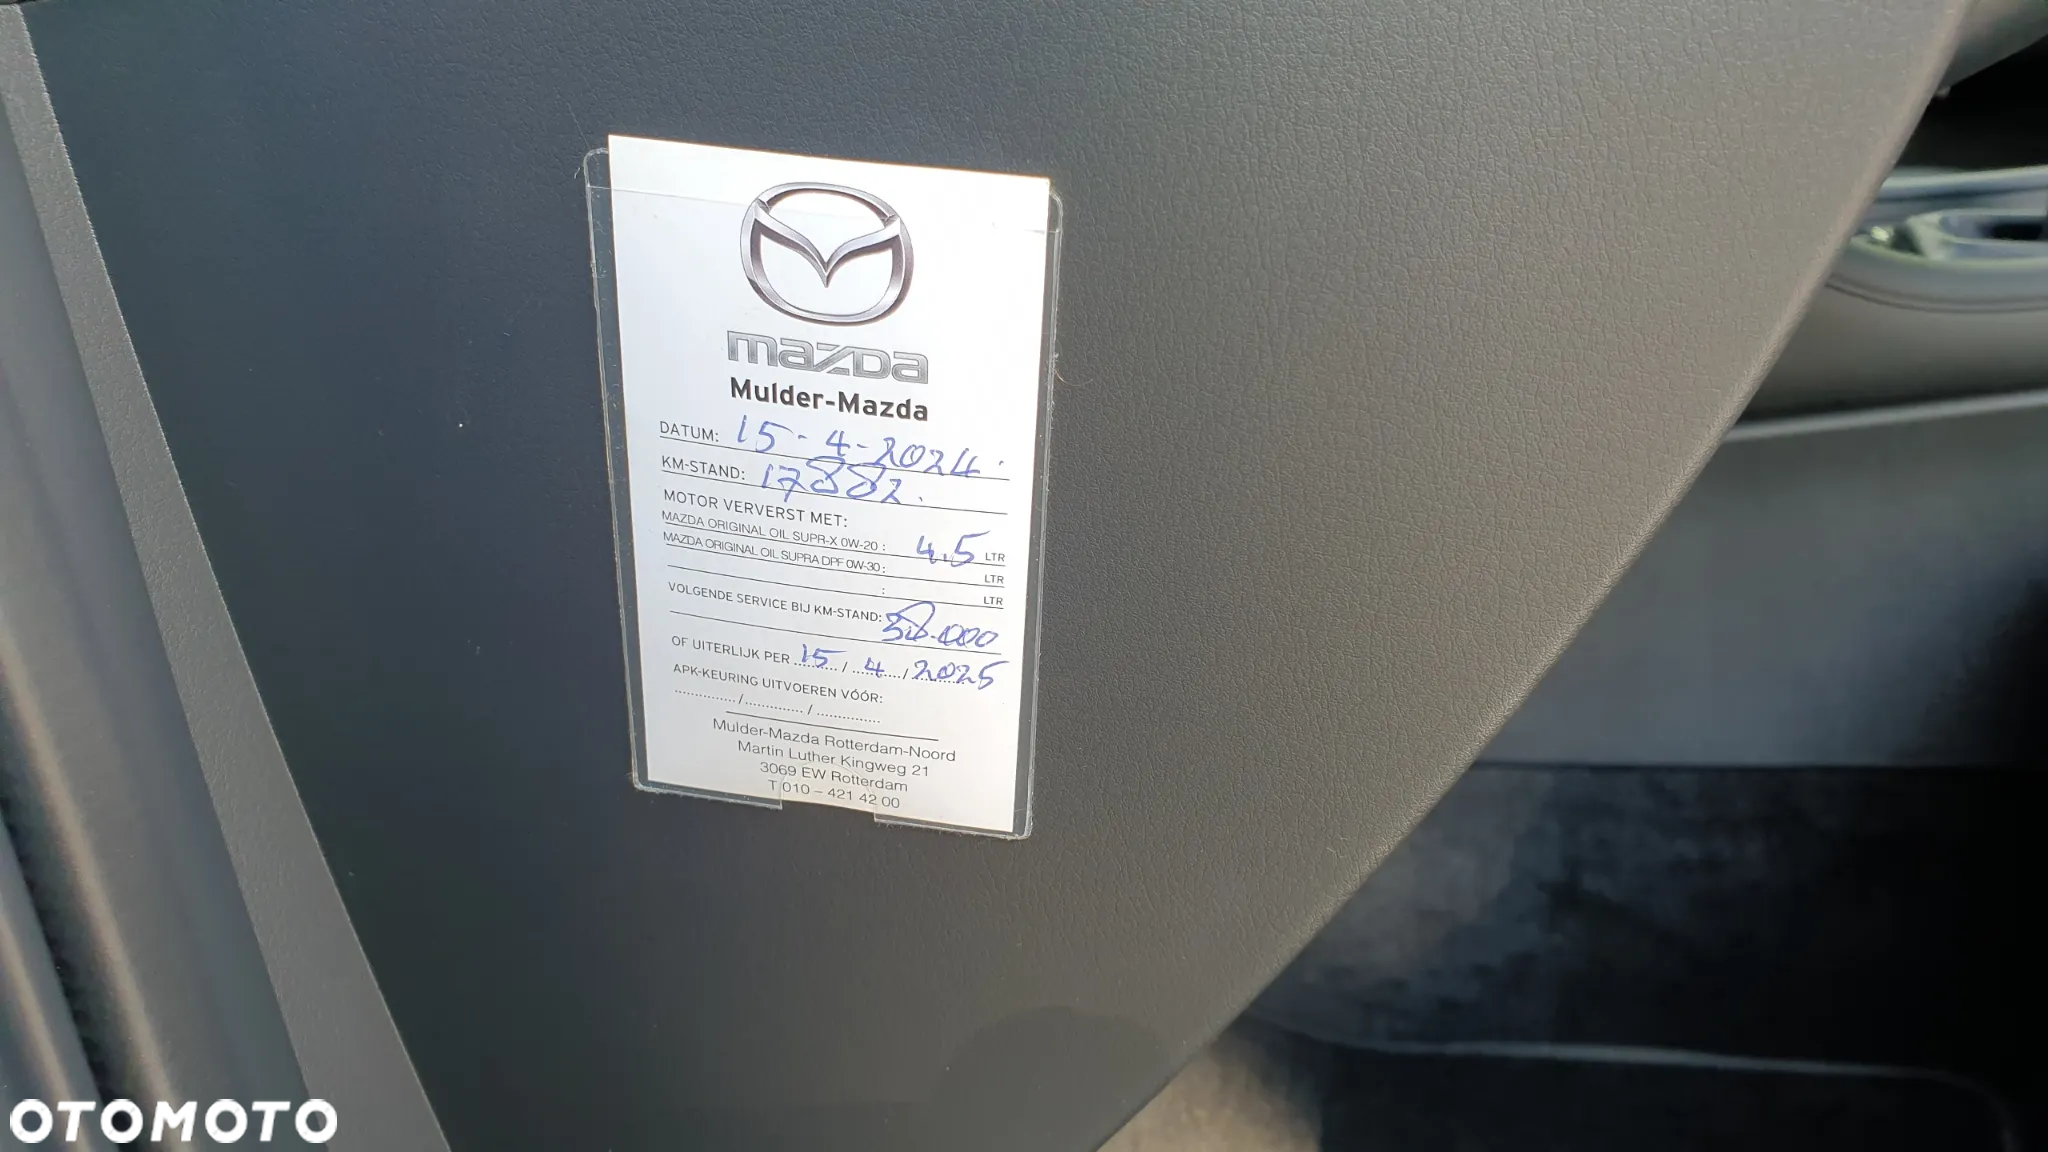 mazda
Mulder-Mazda
DATUM: 15-4-2024.
KM-STAND: 17882.
MOTOR VERVERST MET:
MAZDA ORIGINAL OIL SUPR-X 0W-20 : 4.5 LTR
MAZDA ORIGINAL OIL SUPRA DPF 0W-30 : LTR
: LTR
VOLGENDE SERVICE BIJ KM-STAND:
OF UITERLIJK PER 15 / 4 / 2025
APK-KEURING UITVOEREN VÓÓR:
............... / .............. / ................
Mulder-Mazda Rotterdam-Noord
Martin Luther Kingweg 21
3069 EW Rotterdam
T 010 – 421 42 00
OTOMOTO